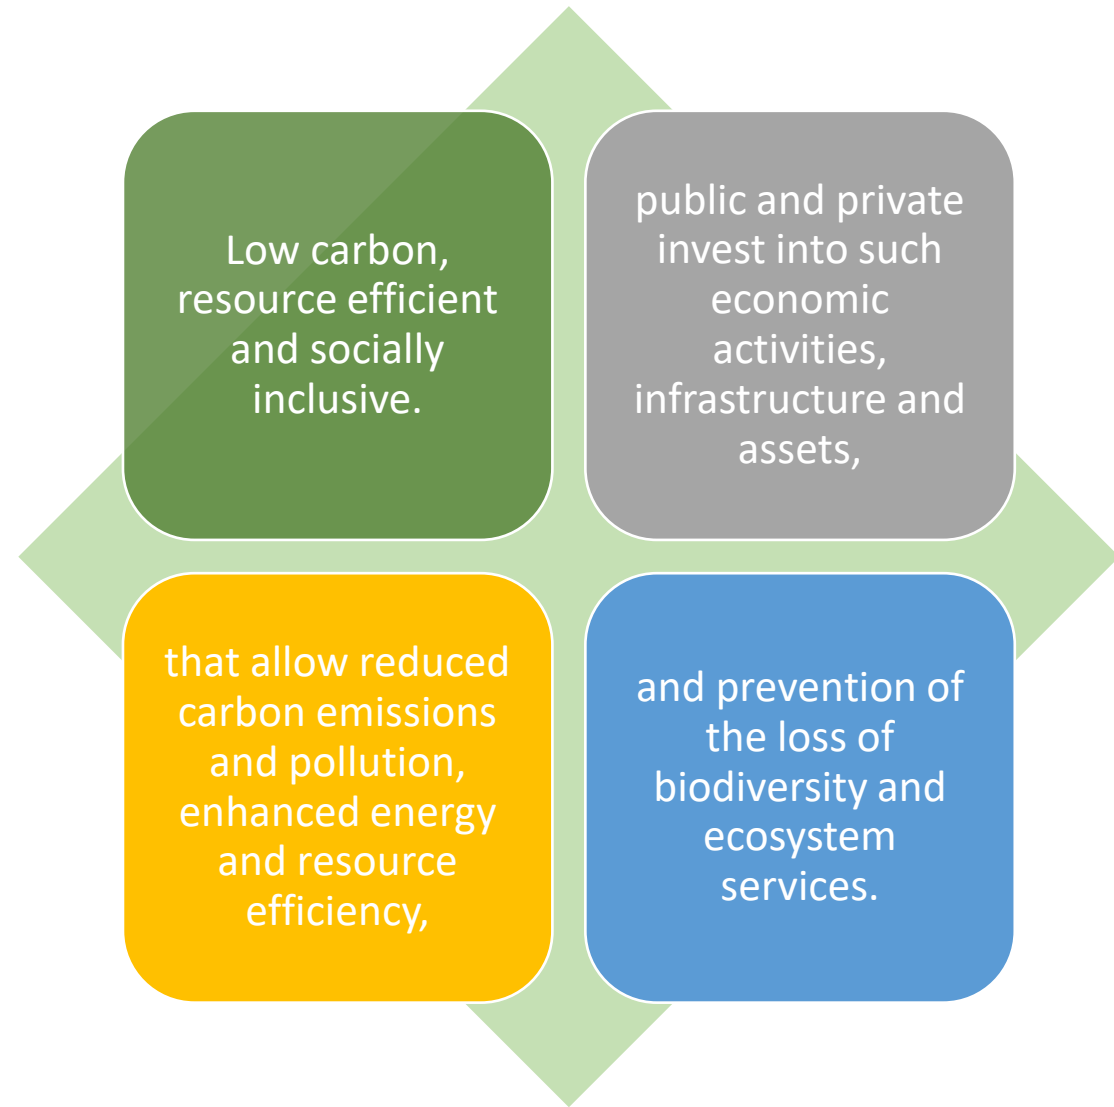 Low carbon,
resource efficient
and socially
inclusive.
public and private
invest into such
economic
activities,
infrastructure and
assets,
that allow reduced
carbon emissions
and pollution,
enhanced energy
and resource
efficiency,
and prevention of
the loss of
biodiversity and
ecosystem
services.